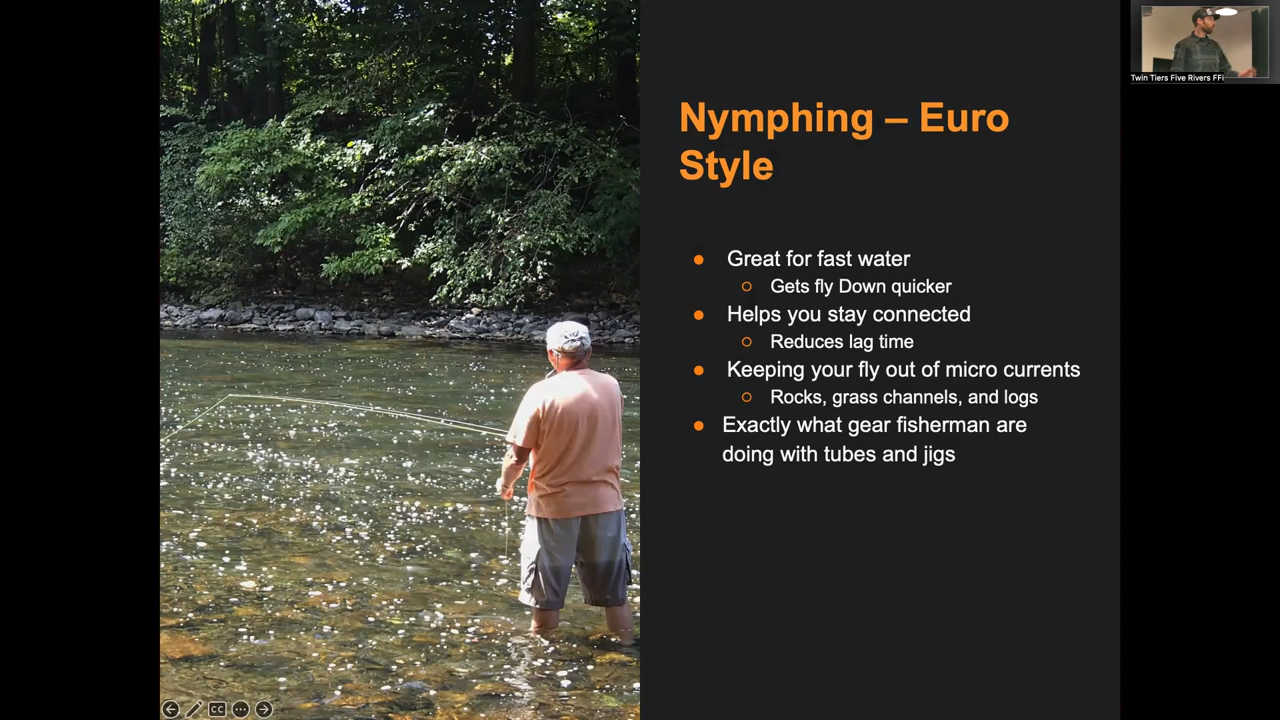 Twin Tiers Five Rivers FFi
Nymphing – Euro
Style
Great for fast water
Gets fly Down quicker
Helps you stay connected
Reduces lag time
Keeping your fly out of micro currents
Rocks, grass channels, and logs
Exactly what gear fisherman are
doing with tubes and jigs
CC